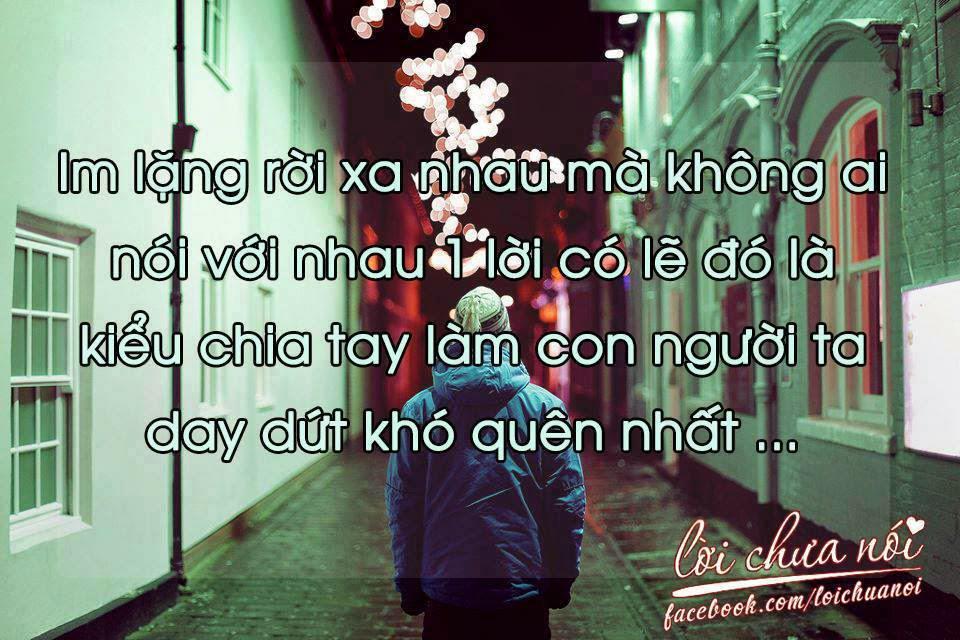 Im lặng rời xa nhau mà không ai
nói với nhau 1 lời có lẽ đó là
kiểu chia tay làm con người ta
day dứt khó quên nhất ...
lời chưa nói
facebook.com/loichuanoi